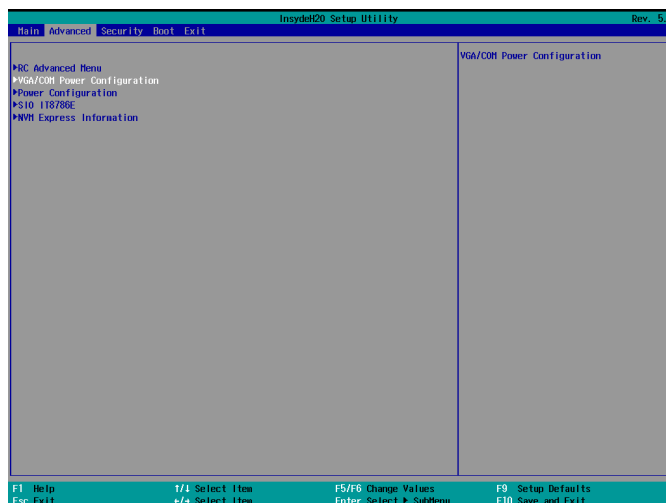 InsydeH20 Setup Utility Rev. 5.
Main Advanced Security Boot Exit
VGA/COM Power Configuration
▶RC Advanced Menu
▶VGA/COM Power Configuration
▶Power Configuration
▶SIO IT8786E
▶NVM Express Information
F1 Help ↑/↓ Select Item F5/F6 Change Values F9 Setup Defaults
Esc Exit ←/→ Select Item Enter Select ▶ SubMenu F10 Save and Exit